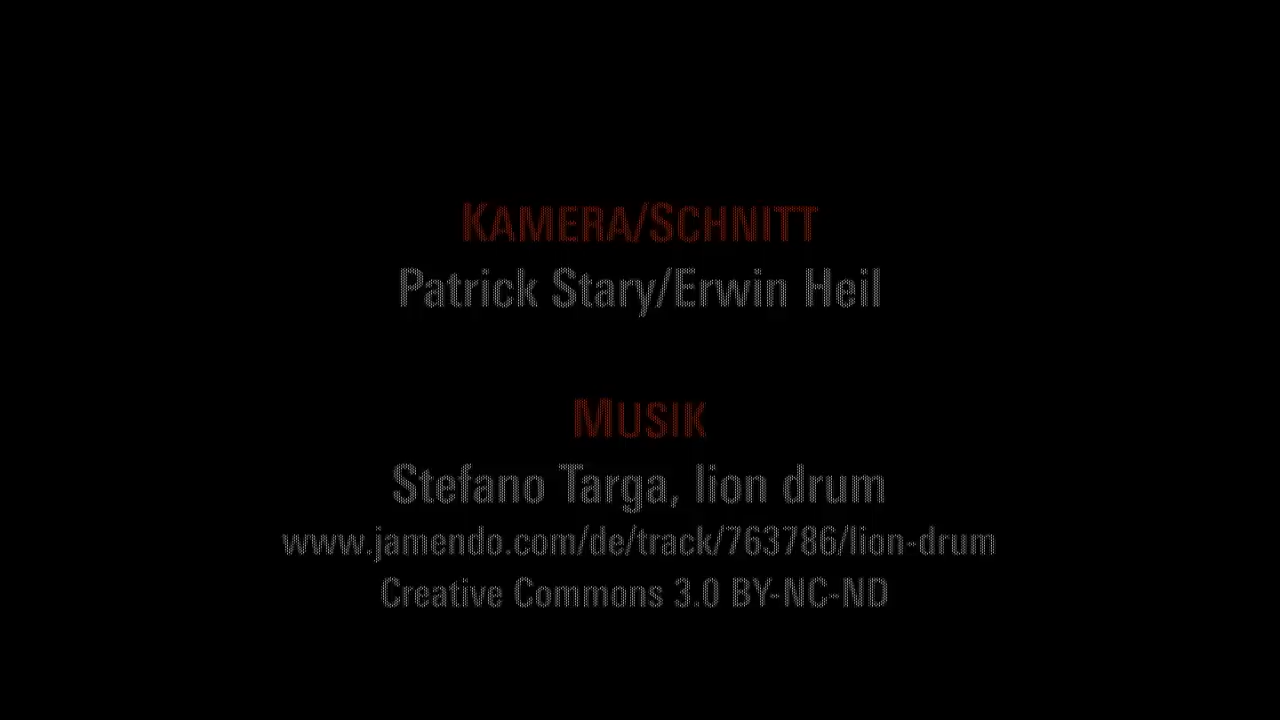 KAMERA/SCHNITT
Patrick Stary/Erwin Heil
MUSIK
Stefano Targa, lion drum
www.jamendo.com/de/track/763786/lion-drum
Creative Commons 3.0 BY-NC-ND